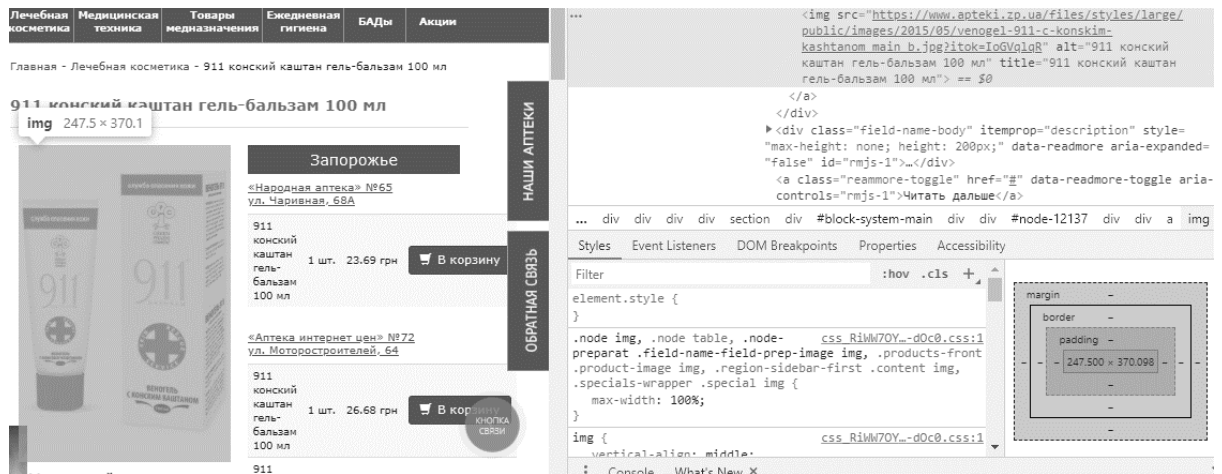 Лечебная косметика
Медицинская техника
Товары медназначения
Ежедневная гигиена
БАДы
Акции
Главная - Лечебная косметика - 911 конский каштан гель-бальзам 100 мл
911 конский каштан гель-бальзам 100 мл
img 247.5 × 370.1
НАШИ АПТЕКИ
ОБРАТНАЯ СВЯЗЬ
служба спасения кожи
служба спасения кожи
911
911
ВЕНОГЕЛЬ
С КОНСКИМ КАШТАНОМ
Запорожье
«Народная аптека» №65
ул. Чаривная, 68А
911
конский
каштан
гель-
бальзам
100 мл
1 шт.
23.69 грн
В корзину
«Аптека интернет цен» №72
ул. Моторостроителей, 64
911
конский
каштан
гель-
бальзам
100 мл
1 шт.
26.68 грн
В корзину
КНОПКА
СВЯЗИ
911
...
<img src="https://www.apteki.zp.ua/files/styles/large/
public/images/2015/05/venogel-911-c-konskim-
kashtanom_main_b.jpg?itok=IoGVqlqR" alt="911 конский
каштан гель-бальзам 100 мл" title="911 конский каштан
гель-бальзам 100 мл"> == $0
</a>
</div>
<div class="field-name-body" itemprop="description" style=
"max-height: none; height: 200px;" data-readmore aria-expanded=
"false" id="rmjs-1">…</div>
<a class="reammore-toggle" href="#" data-readmore-toggle aria-
controls="rmjs-1">Читать дальше</a>
... div div div div section div #block-system-main div div #node-12137 div div a img
Styles Event Listeners DOM Breakpoints Properties Accessibility
Filter :hov .cls +
element.style {
}
.node img, .node table, .node- css_RiWW7OY…-dOc0.css:1
preparat .field-name-field-prep-image img, .products-front
.product-image img, .region-sidebar-first .content img,
.specials-wrapper .special img {
max-width: 100%;
}
img { css_RiWW7OY…-dOc0.css:1
vertical-align: middle;
margin -
border -
padding -
- - - 247.500 × 370.098 - - -
-
-
-
Console What's New ×